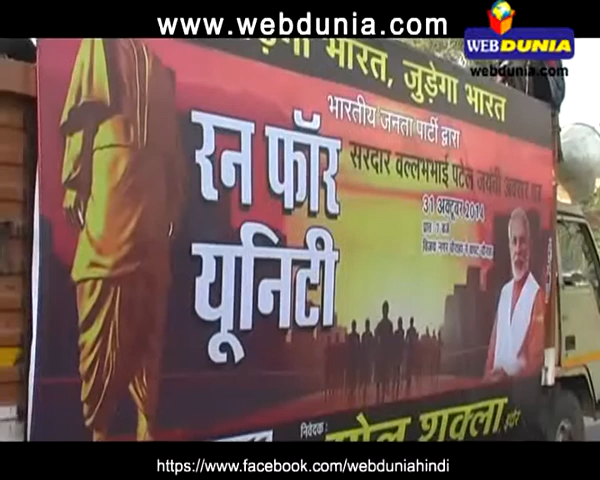 www.webdunia.com
WEBDUNIA
webdunia.com
भारत, जुड़ेगा भारत
भारतीय जनता पार्टी द्वारा
सरदार वल्लभभाई पटेल जयंती अवसर पर
रन फॉर
यूनिटी
31 अक्टूबर 2014
निवेदक :
शुक्ला
https://www.facebook.com/webduniahindi